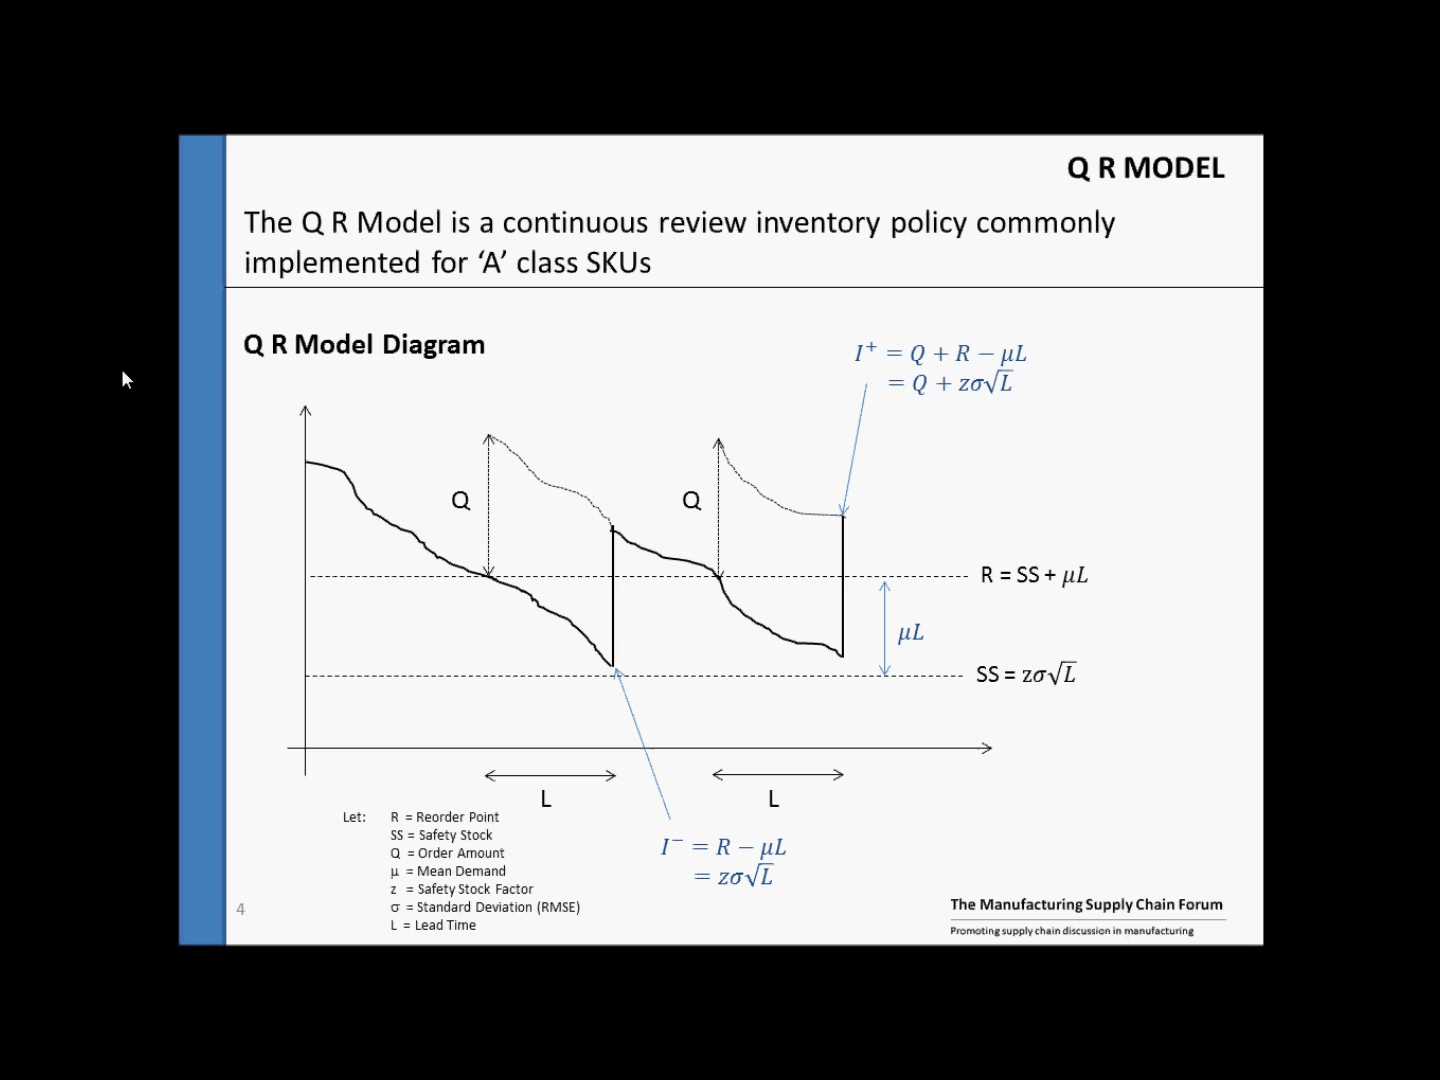 Q R MODEL
The Q R Model is a continuous review inventory policy commonly
implemented for ‘A’ class SKUs
Q R Model Diagram
I⁺ = Q + R − μL
= Q + zσ√L
Q
Q
R = SS + μL
μL
SS = zσ√L
L
L
Let: R = Reorder Point
SS = Safety Stock
Q = Order Amount
μ = Mean Demand
z = Safety Stock Factor
σ = Standard Deviation (RMSE)
L = Lead Time
I⁻ = R − μL
= zσ√L
4
The Manufacturing Supply Chain Forum
Promoting supply chain discussion in manufacturing